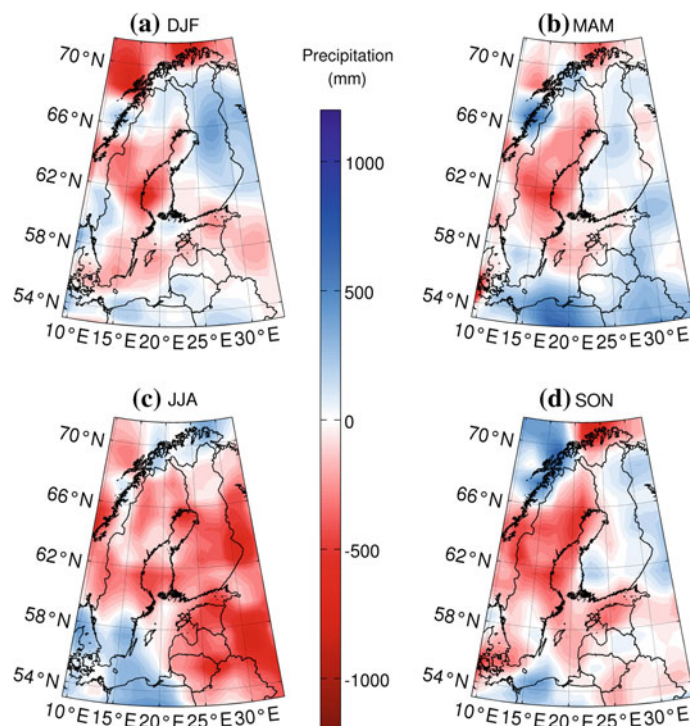 (a) DJF
70°N
66°N
62°N
58°N
54°N
10°E 15°E 20°E 25°E 30°E
Precipitation
(mm)
1000
500
0
-500
-1000
(b) MAM
70°N
66°N
62°N
58°N
54°N
10°E 15°E 20°E 25°E 30°E
(c) JJA
70°N
66°N
62°N
58°N
54°N
10°E 15°E 20°E 25°E 30°E
(d) SON
70°N
66°N
62°N
58°N
54°N
10°E 15°E 20°E 25°E 30°E